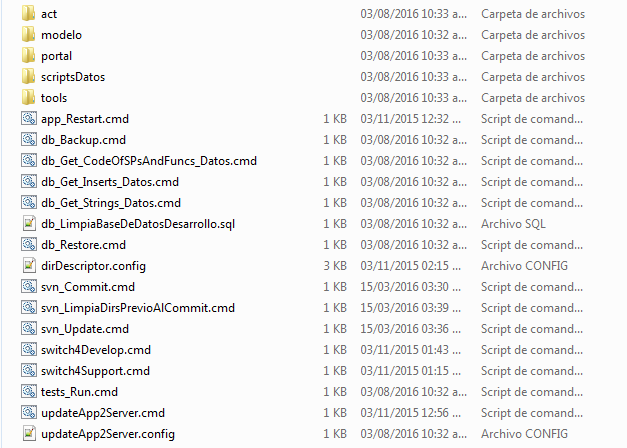 act 03/08/2016 10:33 a... Carpeta de archivos
modelo 03/08/2016 10:32 a... Carpeta de archivos
portal 03/08/2016 10:33 a... Carpeta de archivos
scriptsDatos 03/08/2016 10:33 a... Carpeta de archivos
tools 03/08/2016 10:33 a... Carpeta de archivos
app_Restart.cmd 1 KB 03/11/2015 12:32 ... Script de comand...
db_Backup.cmd 1 KB 03/08/2016 10:32 a... Script de comand...
db_Get_CodeOfSPsAndFuncs_Datos.cmd 1 KB 03/08/2016 10:32 a... Script de comand...
db_Get_Inserts_Datos.cmd 1 KB 03/08/2016 10:32 a... Script de comand...
db_Get_Strings_Datos.cmd 1 KB 03/08/2016 10:32 a... Script de comand...
db_LimpiaBaseDeDatosDesarrollo.sql 1 KB 03/08/2016 10:32 a... Archivo SQL
db_Restore.cmd 1 KB 03/08/2016 10:32 a... Script de comand...
dirDescriptor.config 3 KB 03/11/2015 02:15 ... Archivo CONFIG
svn_Commit.cmd 1 KB 15/03/2016 03:30 ... Script de comand...
svn_LimpiaDirsPrevioAlCommit.cmd 1 KB 15/03/2016 03:39 ... Script de comand...
svn_Update.cmd 1 KB 15/03/2016 03:36 ... Script de comand...
switch4Develop.cmd 1 KB 03/11/2015 01:43 ... Script de comand...
switch4Support.cmd 1 KB 03/11/2015 01:15 ... Script de comand...
tests_Run.cmd 1 KB 03/08/2016 10:32 a... Script de comand...
updateApp2Server.cmd 1 KB 03/11/2015 12:56 ... Script de comand...
updateApp2Server.config 1 KB 03/08/2016 10:32 a... Archivo CONFIG